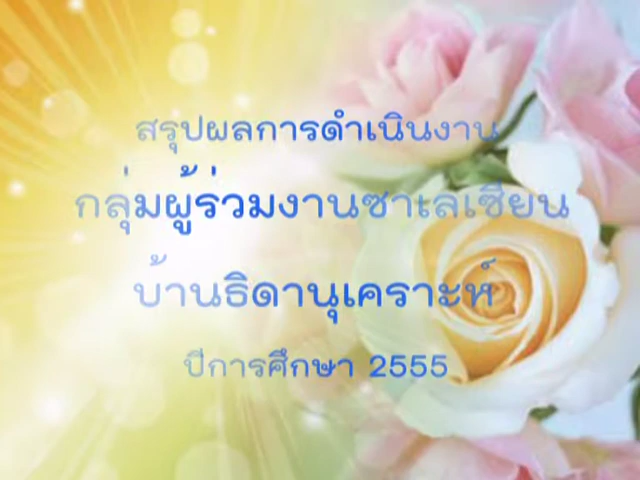 สรุปผลการดำเนินงาน
กลุ่มผู้ร่วมงานซาเลเซียน
บ้านธิดานุเคราะห์
ปีการศึกษา 2555